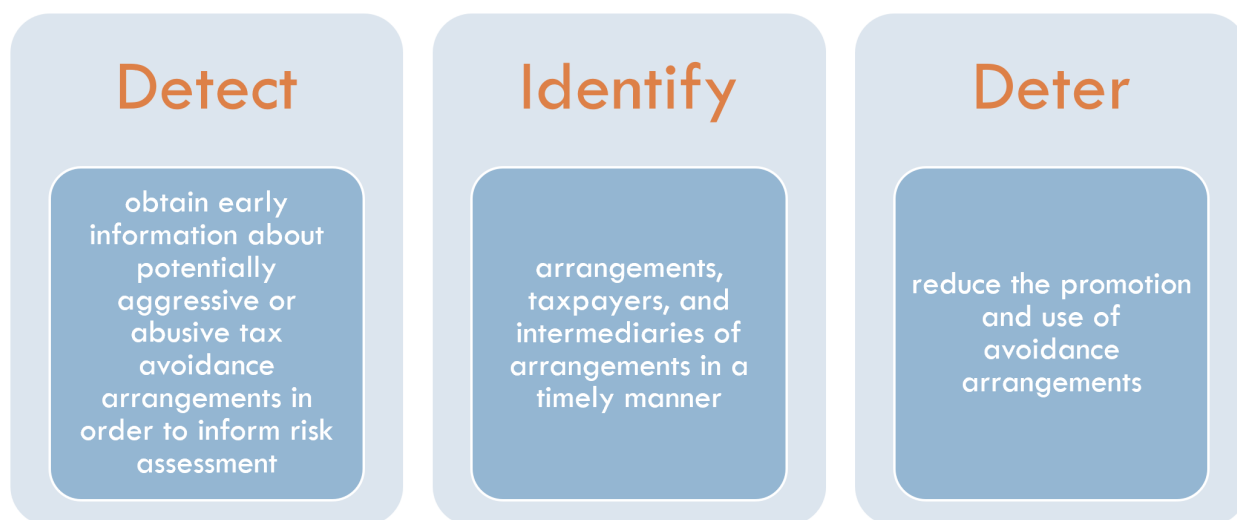 Detect
obtain early
information about
potentially
aggressive or
abusive tax
avoidance
arrangements in
order to inform risk
assessment
Identify
arrangements,
taxpayers, and
intermediaries of
arrangements in a
timely manner
Deter
reduce the promotion
and use of
avoidance
arrangements